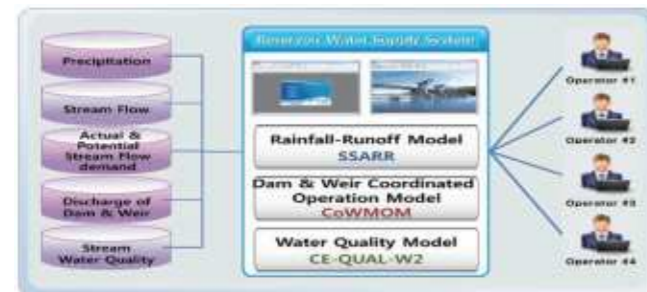 Precipitation
Stream Flow
Actual &
Potential
Stream Flow
demand
Discharge of
Dam & Weir
Stream
Water Quality
Reservoir Water Supply System
Rainfall-Runoff Model
SSARR
Dam & Weir Coordinated
Operation Model
CoWMOM
Water Quality Model
CE-QUAL-W2
Operator #1
Operator #2
Operator #3
Operator #4